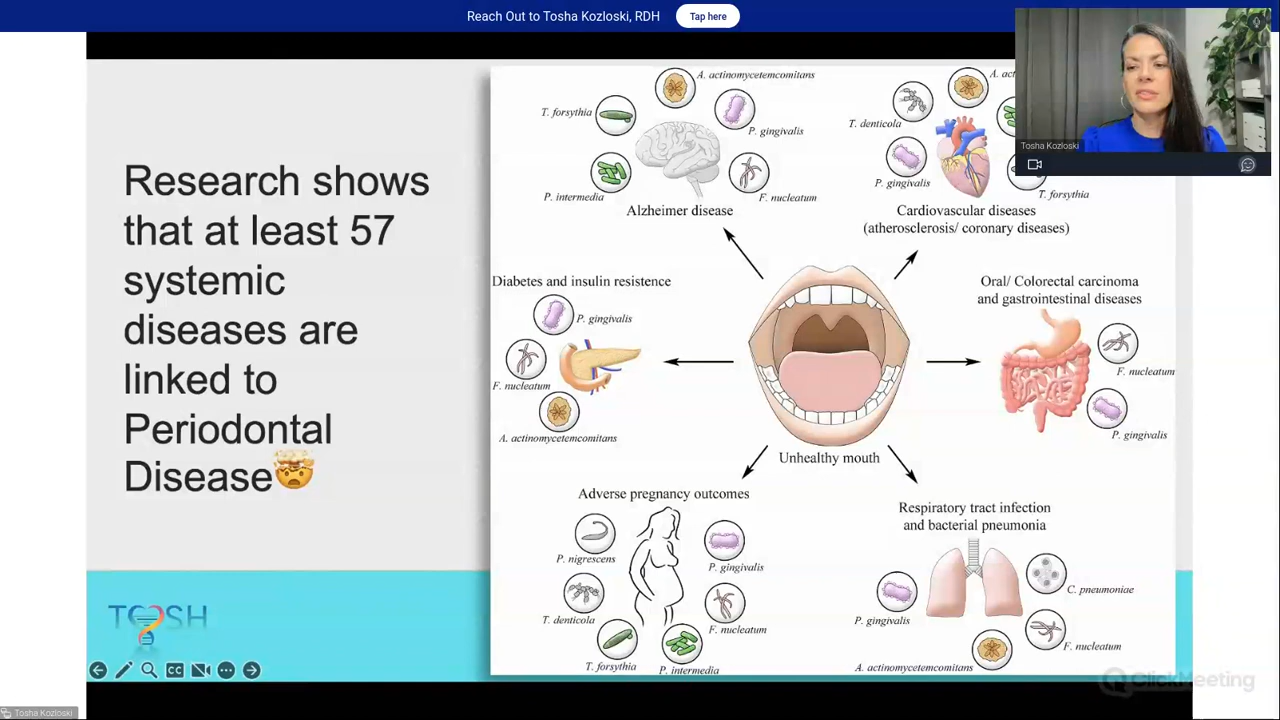 Reach Out to Tosha Kozloski, RDH
Tap here
Tosha Kozloski
Research shows
that at least 57
systemic
diseases are
linked to
Periodontal
Disease🤯
A. actinomycetemcomitans
T. forsythia
P. gingivalis
P. intermedia
F. nucleatum
Alzheimer disease
T. denticola
P. gingivalis
T. forsythia
Cardiovascular diseases
(atherosclerosis/ coronary diseases)
Diabetes and insulin resistence
P. gingivalis
F. nucleatum
A. actinomycetemcomitans
Oral/ Colorectal carcinoma
and gastrointestinal diseases
F. nucleatum
P. gingivalis
Unhealthy mouth
Adverse pregnancy outcomes
P. nigrescens
P. gingivalis
T. denticola
F. nucleatum
T. forsythia
P. intermedia
Respiratory tract infection
and bacterial pneumonia
C. pneumoniae
P. gingivalis
F. nucleatum
A. actinomycetemcomitans
TOSH
CC
ClickMeeting
Tosha Kozloski